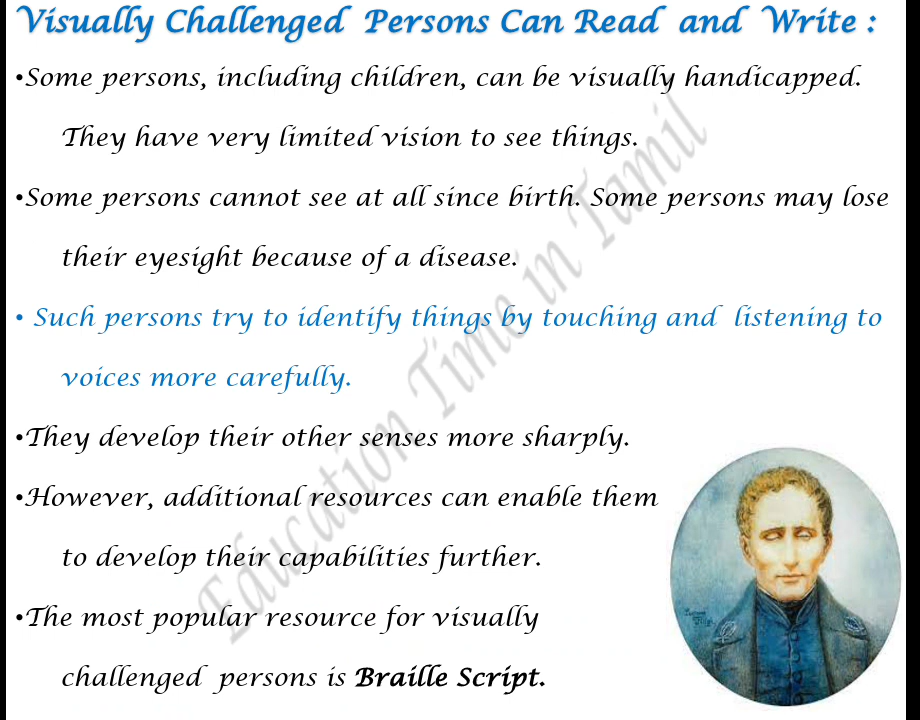 Visually Challenged Persons Can Read and Write :
•Some persons, including children, can be visually handicapped.
They have very limited vision to see things.
•Some persons cannot see at all since birth. Some persons may lose
their eyesight because of a disease.
• Such persons try to identify things by touching and listening to
voices more carefully.
•They develop their other senses more sharply.
•However, additional resources can enable them
to develop their capabilities further.
•The most popular resource for visually
challenged persons is Braille Script.
Education Time in Tamil